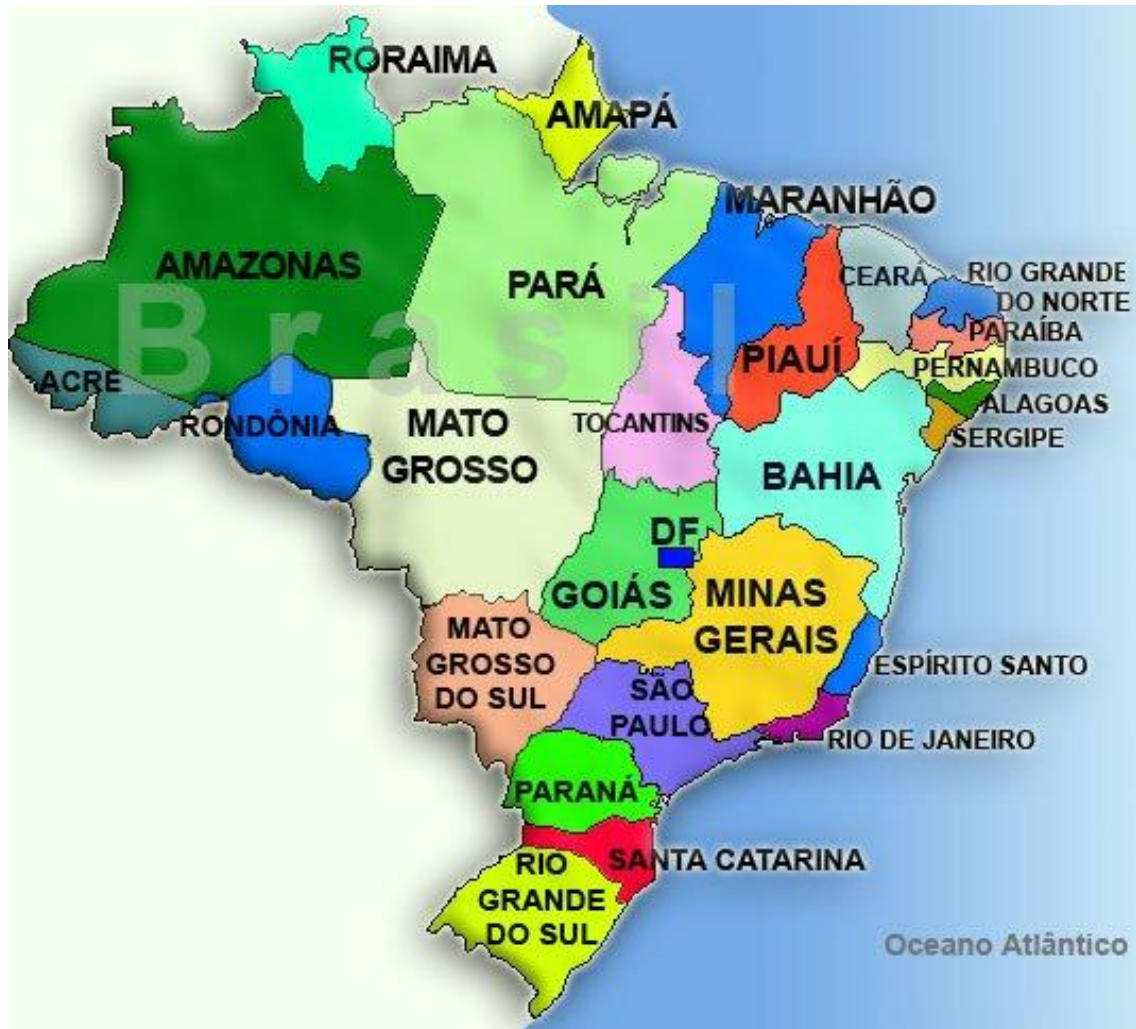 RORAIMA
AMAPÁ
MARANHÃO
AMAZONAS
PARÁ
CEARÁ
RIO GRANDE
DO NORTE
Brasil
PARAÍBA
PIAUÍ
PERNAMBUCO
ACRE
ALAGOAS
RONDÔNIA
MATO
GROSSO
TOCANTINS
SERGIPE
BAHIA
DF
GOIÁS
MINAS
GERAIS
MATO
GROSSO
DO SUL
ESPÍRITO SANTO
SÃO
PAULO
RIO DE JANEIRO
PARANÁ
SANTA CATARINA
RIO
GRANDE
DO SUL
Oceano Atlântico